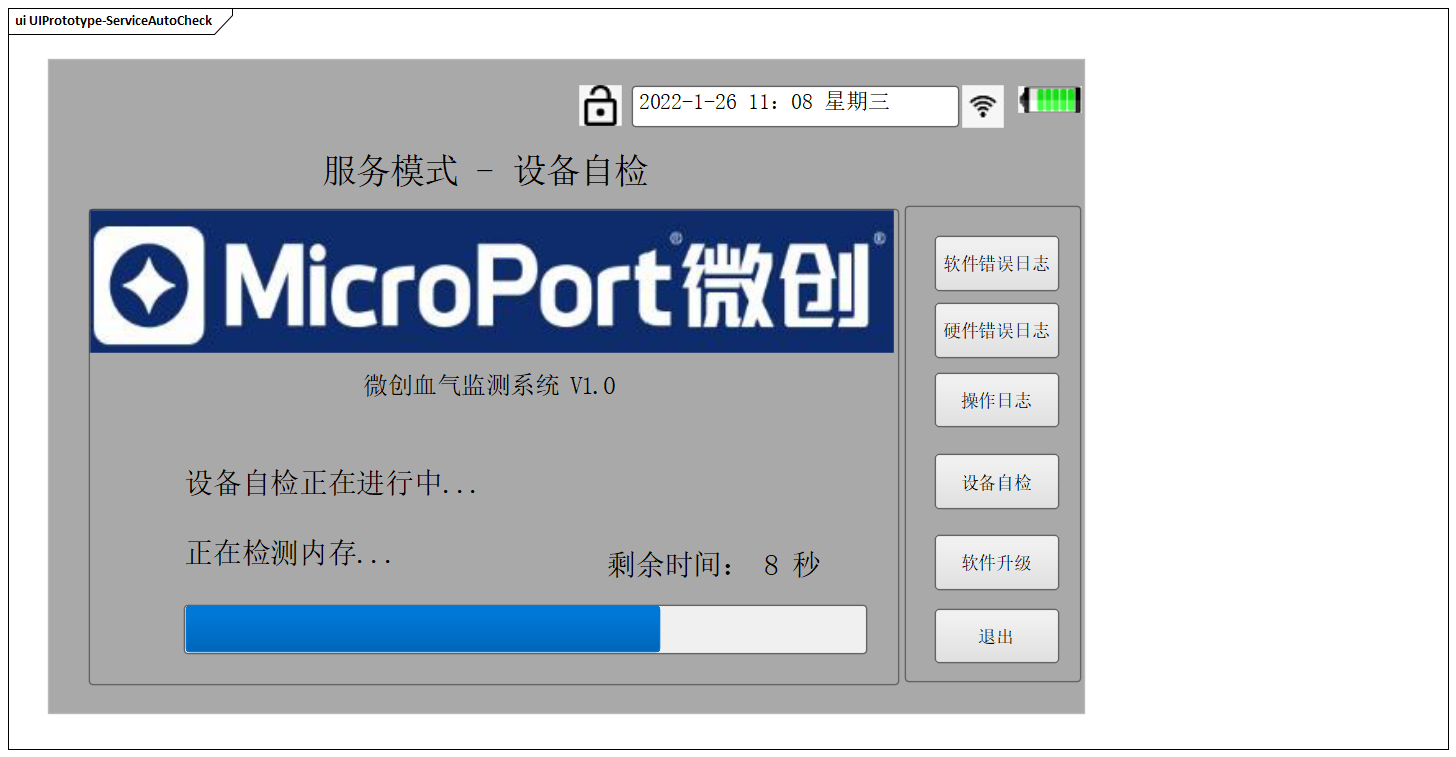 ui UIPrototype-ServiceAutoCheck
2022-1-26 11：08 星期三
服务模式 - 设备自检
MicroPort®微创®
微创血气监测系统 V1.0
设备自检正在进行中...
正在检测内存...
剩余时间： 8 秒
软件错误日志
硬件错误日志
操作日志
设备自检
软件升级
退出